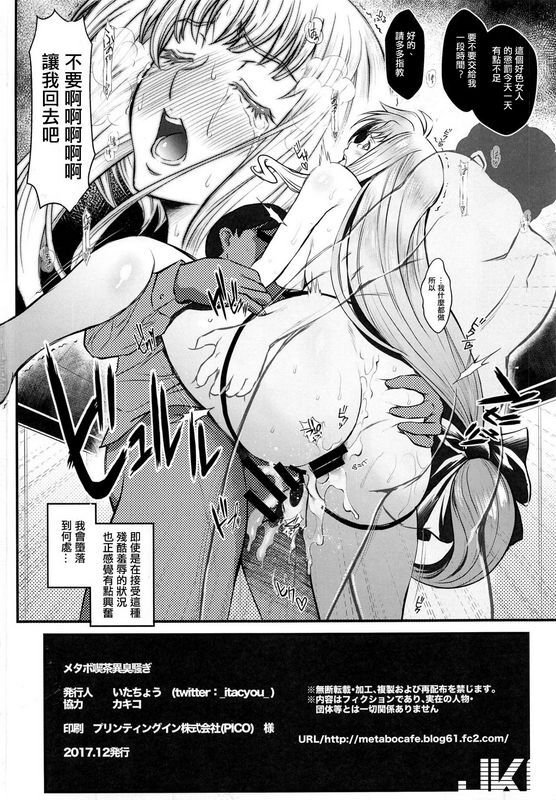 這個好色女人
的懲罰今天一天
有點不足
要不要交給我
一段時間？
好的、
請多多指教
不要啊啊啊啊啊
讓我回去吧
…我什麼都做
所以
ビュルルル
即使是在接受這種
殘酷羞辱的狀況
也正感覺有點興奮
我會墮落
到何處…
メタボ喫茶異臭騒ぎ
発行人　いたちょう　(twitter：_itacyou_)
協力　カキコ
印刷　プリンティングイン株式会社(PICO)　様
2017.12発行
※無断転載・加工、複製および再配布を禁じます。
※内容はフィクションであり、実在の人物・
団体等とは一切関係ありません
URL/http://metabocafe.blog61.fc2.com/